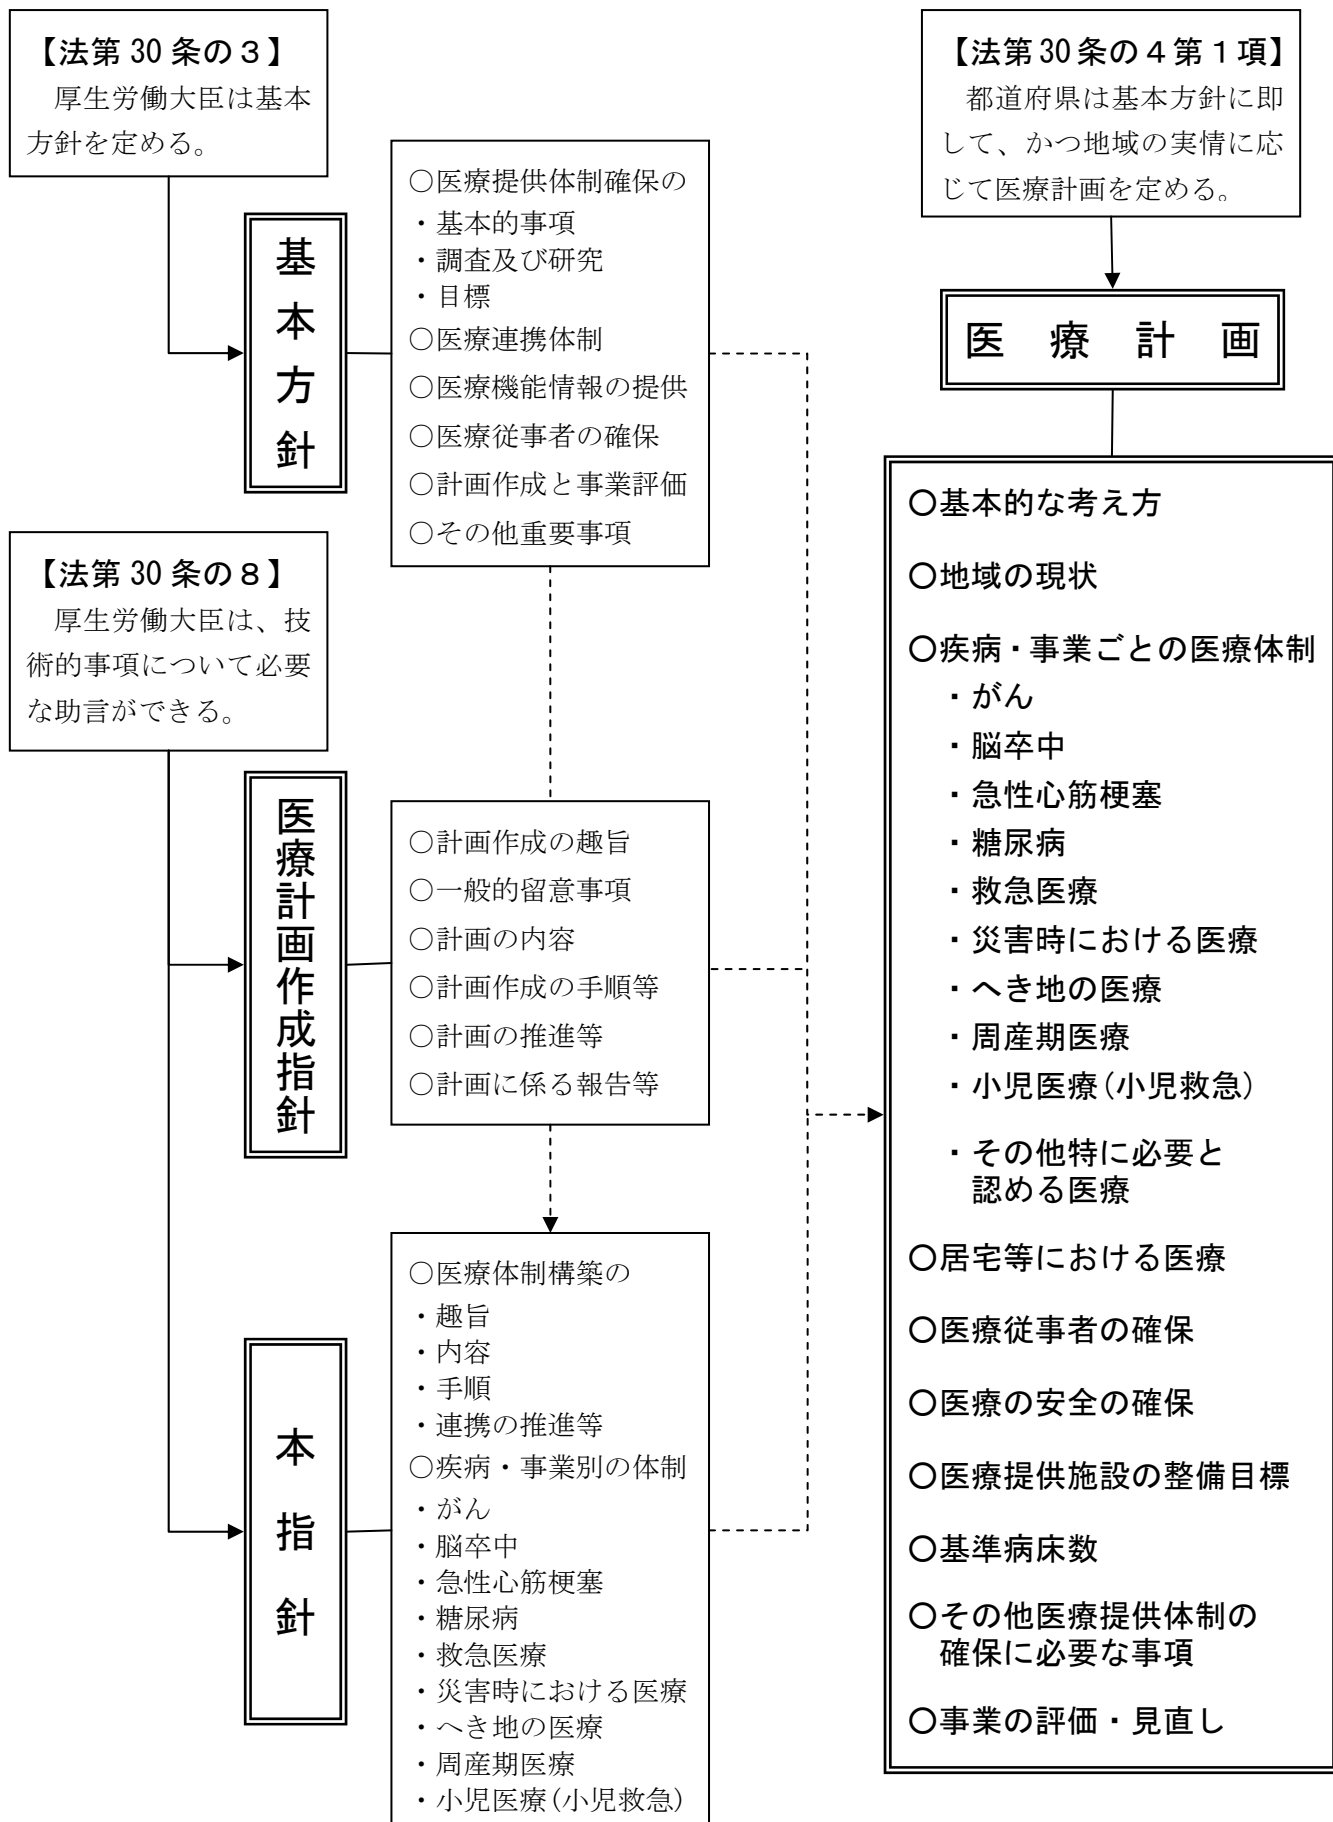 【法第30条の3】
厚生労働大臣は基本
方針を定める。
基本方針
○医療提供体制確保の
・基本的事項
・調査及び研究
・目標
○医療連携体制
○医療機能情報の提供
○医療従事者の確保
○計画作成と事業評価
○その他重要事項
【法第30条の8】
厚生労働大臣は、技
術的事項について必要
な助言ができる。
医療計画作成指針
○計画作成の趣旨
○一般的留意事項
○計画の内容
○計画作成の手順等
○計画の推進等
○計画に係る報告等
本指針
○医療体制構築の
・趣旨
・内容
・手順
・連携の推進等
○疾病・事業別の体制
・がん
・脳卒中
・急性心筋梗塞
・糖尿病
・救急医療
・災害時における医療
・へき地の医療
・周産期医療
・小児医療(小児救急)
【法第30条の4第1項】
都道府県は基本方針に即
して、かつ地域の実情に応
じて医療計画を定める。
医療計画
○基本的な考え方
○地域の現状
○疾病・事業ごとの医療体制
・がん
・脳卒中
・急性心筋梗塞
・糖尿病
・救急医療
・災害時における医療
・へき地の医療
・周産期医療
・小児医療(小児救急)
・その他特に必要と
認める医療
○居宅等における医療
○医療従事者の確保
○医療の安全の確保
○医療提供施設の整備目標
○基準病床数
○その他医療提供体制の
確保に必要な事項
○事業の評価・見直し